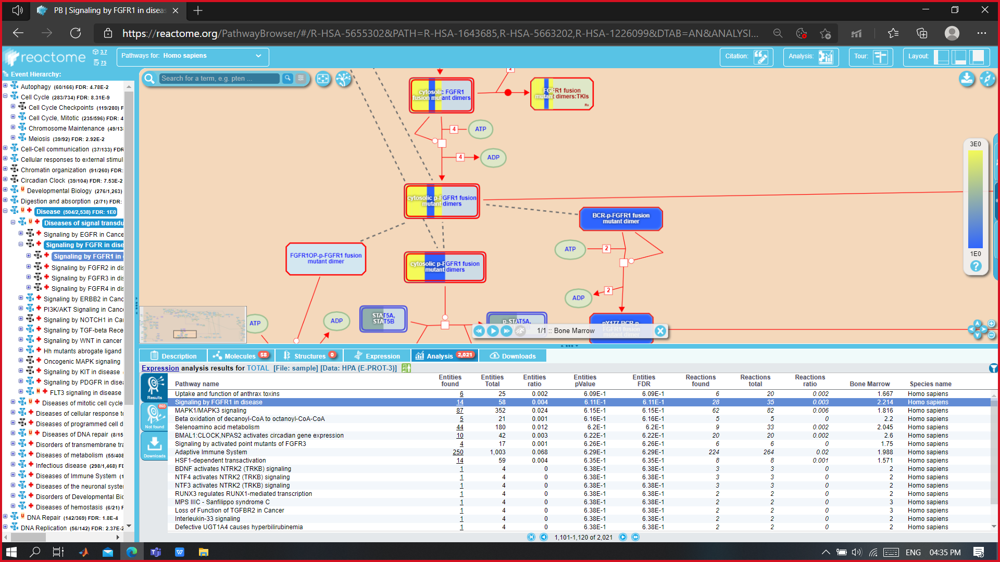 PB | Signaling by FGFR1 in diseas
https://reactome.org/PathwayBrowser/#/R-HSA-5655302&PATH=R-HSA-1643685,R-HSA-5663202,R-HSA-1226099&DTAB=AN&ANALYSI...
reactome
3.7
75
Pathways for: Homo sapiens
Citation:
Analysis:
Tour:
Layout:
Event Hierarchy:
Autophagy (60/166) FDR: 4.78E-2
Cell Cycle (283/734) FDR: 8.31E-9
Cell Cycle Checkpoints (119/280) F
Cell Cycle, Mitotic (235/596) FDR: 4
Chromosome Maintenance (49/13
Meiosis (39/92) FDR: 2.92E-2
Cell-Cell communication (37/133) FDR
Cellular responses to external stimul
Chromatin organization (91/260) FDR:
Circadian Clock (39/104) FDR: 7.53E-2
U Developmental Biology (276/1,263)
Digestion and absorption (2/71) FDR:
U Disease (504/2,538) FDR: 1E0
U Diseases of signal transdu
Signaling by EGFR in Cance
Signaling by FGFR in dise
Signaling by FGFR1 in
Signaling by FGFR2 in dis
Signaling by FGFR3 in dis
Signaling by FGFR4 in dis
Signaling by ERBB2 in Canc
PI3K/AKT Signaling in Canc
Signaling by NOTCH1 in Ca
Signaling by TGF-beta Rece
Signaling by WNT in cancer
Hh mutants abrogate ligand
Oncogenic MAPK signaling
Signaling by KIT in disease
Signaling by PDGFR in disea
N FLT3 signaling in disease
U Diseases of mitotic cell cycle
Diseases of cellular response to
Diseases of programmed cell d
U Diseases of DNA repair (8/15
Disorders of transmembrane tra
Diseases of metabolism (55/408
Infectious disease (298/1,468) FD
Diseases of Immune System (1
Diseases of the neuronal syste
Disorders of Developmental Bio
Diseases of hemostasis (6/21) F
U DNA Repair (142/369) FDR: 1.8E-4
DNA Replication (56/142) FDR: 2.37E-2
Search for a term, e.g. pten ...
2
cytosolic FGFR1
fusion mutant dimers
FGFR1 fusion
mutant dimers:TKIs
Rx
4
ATP
4
ADP
cytosolic p-FGFR1 fusion
mutant dimers
BCR-p-FGFR1 fusion
mutant dimer
FGFR1OP-p-FGFR1 fusion
mutant dimer
cytosolic p-FGFR1 fusion
mutant dimers
ATP
2
ADP
2
ATP
ADP
STAT5A,
STAT5B
p-STAT5A,
pY177-BCR-p-
FGFR1 fusion
mutant dimer
1/1 :: Bone Marrow
3E0
1E0
?
Description
Molecules 58
Structures 0
Expression
Analysis 2,021
Downloads
Expression analysis results for TOTAL [File: sample] [Data: HPA (E-PROT-3)]
Results
893
Not found
Downloads
Pathway name Entities found Entities Total Entities ratio Entities pValue Entities FDR Reactions found Reactions total Reactions ratio Bone Marrow Species name
Uptake and function of anthrax toxins 6 25 0.002 6.09E-1 6.09E-1 6 20 0.002 1.667 Homo sapiens
Signaling by FGFR1 in disease 14 58 0.004 6.11E-1 6.11E-1 28 35 0.003 2.214 Homo sapiens
MAPK1/MAPK3 signaling 87 352 0.024 6.15E-1 6.15E-1 62 82 0.006 1.816 Homo sapiens
Beta oxidation of decanoyl-CoA to octanoyl-CoA-CoA 5 21 0.001 6.16E-1 6.16E-1 5 5 0 2.2 Homo sapiens
Selenoamino acid metabolism 44 180 0.012 6.2E-1 6.2E-1 9 33 0.002 2.045 Homo sapiens
BMAL1:CLOCK,NPAS2 activates circadian gene expression 10 42 0.003 6.22E-1 6.22E-1 20 20 0.002 2.6 Homo sapiens
Signaling by activated point mutants of FGFR3 4 17 0.001 6.26E-1 6.26E-1 6 6 0 1.75 Homo sapiens
Adaptive Immune System 250 1,003 0.068 6.29E-1 6.29E-1 224 264 0.02 1.988 Homo sapiens
HSF1-dependent transactivation 14 59 0.004 6.35E-1 6.35E-1 8 8 0.001 1.571 Homo sapiens
BDNF activates NTRK2 (TRKB) signaling 1 4 0 6.38E-1 6.38E-1 3 3 0 2 Homo sapiens
NTF4 activates NTRK2 (TRKB) signaling 1 4 0 6.38E-1 6.38E-1 3 3 0 2 Homo sapiens
NTF3 activates NTRK2 (TRKB) signaling 1 4 0 6.38E-1 6.38E-1 3 3 0 2 Homo sapiens
RUNX3 regulates RUNX1-mediated transcription 1 4 0 6.38E-1 6.38E-1 2 2 0 2 Homo sapiens
MPS IIIC - Sanfilippo syndrome C 1 4 0 6.38E-1 6.38E-1 2 2 0 3 Homo sapiens
Loss of Function of TGFBR2 in Cancer 1 4 0 6.38E-1 6.38E-1 2 2 0 3 Homo sapiens
Interleukin-33 signaling 1 4 0 6.38E-1 6.38E-1 2 2 0 2 Homo sapiens
Defective UGT1A4 causes hyperbilirubinemia 1 4 0 6.38E-1 6.38E-1 2 2 0 2 Homo sapiens
1,101-1,120 of 2,021
ENG
04:35 PM